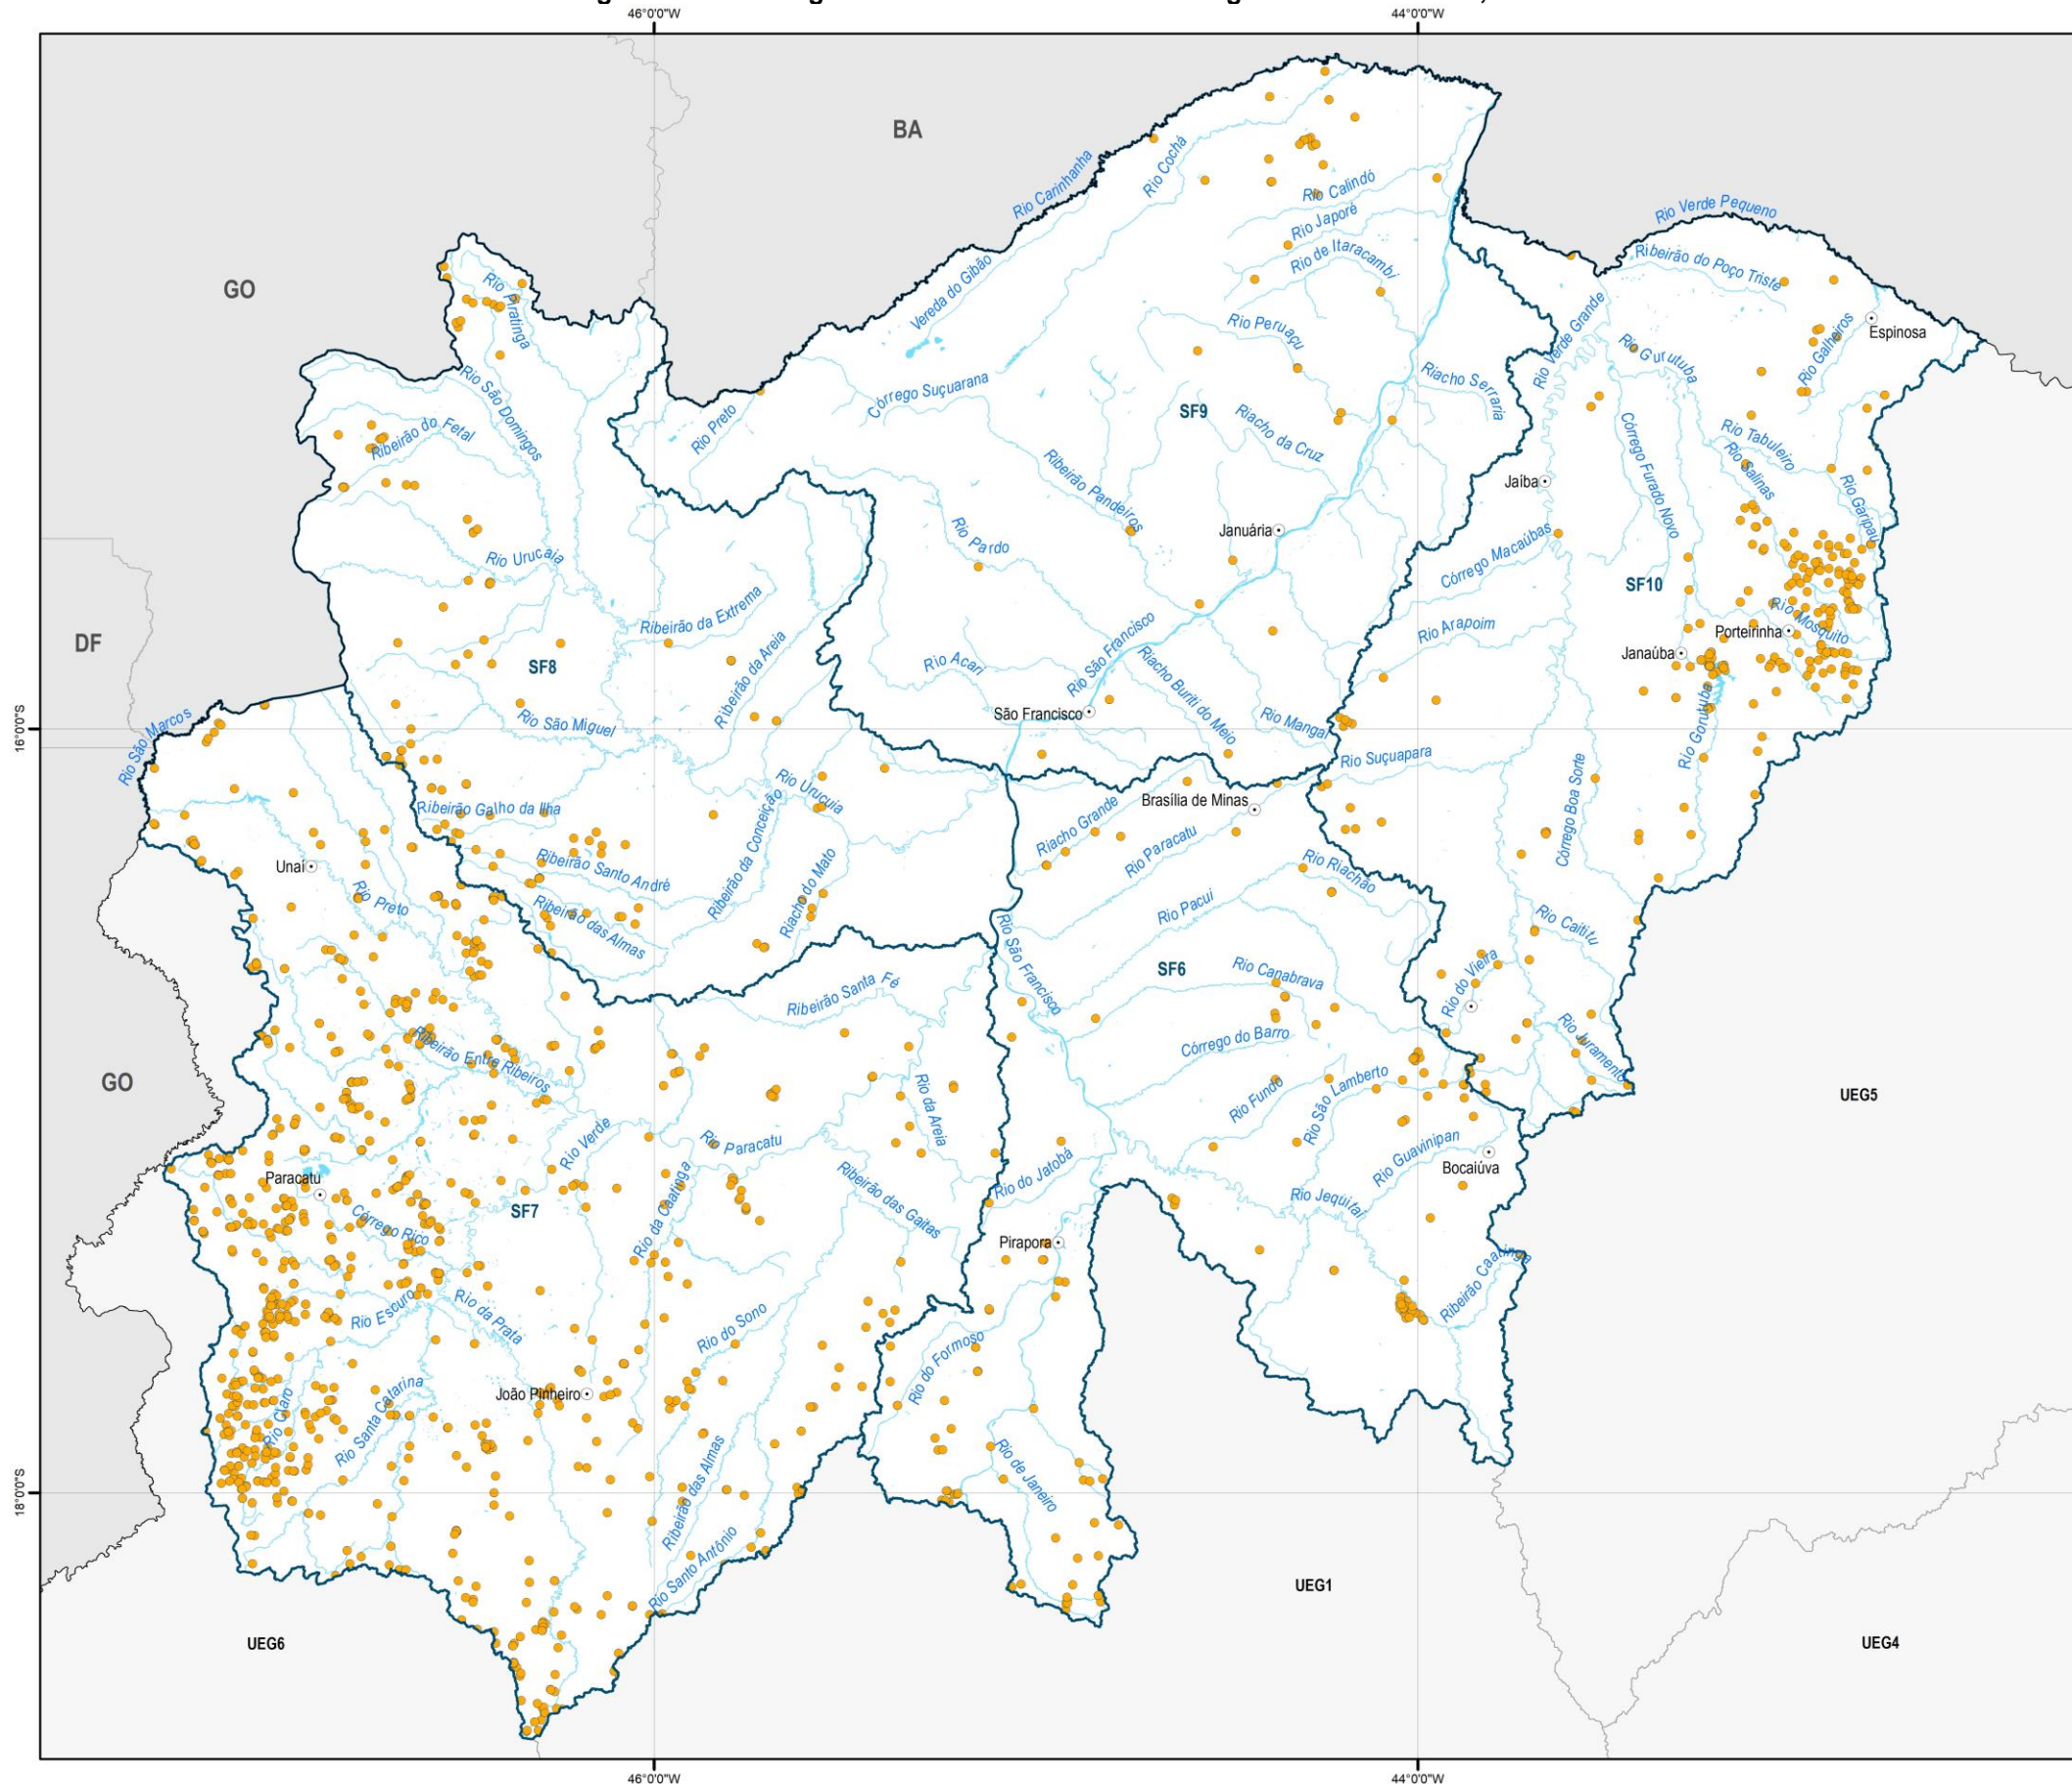 46°0'0"W
44°0'0"W
BA
Rio Carinhanha
Rio Cochá
Rio Calindó
Rio Japoré
Rio de Itaracambi
Rio Verde Pequeno
Ribeirão do Poço Triste
GO
Rio Piratinga
Vereda do Gibão
Rio Verde Grande
Espinosa
Rio Peruaçu
Rio Gurutuba
Rio Galheiros
Rio São Domingos
Córrego Suçuarana
Riacho Serraria
SF9
Rio Preto
Riacho da Cruz
Ribeirão do Fetal
Córrego Furado Novo
Rio Tabuleiro
Rio Salinas
Ribeirão Pandeiros
Jaíba
Rio Garipau
Rio Pardo
Januária
Rio Urucaia
Córrego Macaúbas
SF10
Ribeirão da Extrema
Rio Mosquito
DF
Rio Arapoim
Porteirinha
SF8
Ribeirão da Areia
Rio Acari
Rio São Francisco
Riacho Buriti do Meio
Janaúba
São Francisco
Rio Mangal
Rio Gorutuba
16°0'0"S
Rio São Marcos
Rio São Miguel
Rio Suçuapara
Rio Urucuia
Brasília de Minas
Ribeirão Galho da Ilha
Riacho Grande
Rio Paracatu
Córrego Boa Sorte
Ribeirão da Conceição
Unaí
Ribeirão Santo André
Riacho do Mato
Rio Riachão
Rio Preto
Rio Pacui
Ribeirão das Almas
Rio Caititu
Rio São Francisco
SF6
Rio Canabrava
Rio do Vieira
Ribeirão Santa Fé
Córrego do Barro
Ribeirão Entre Ribeiros
Rio Juramento
GO
Rio Fundo
Rio São Lamberto
Rio da Areia
UEG5
Rio Verde
Rio Paracatu
Rio Guavinipan
Bocaiúva
Paracatu
Rio do Jatobá
Ribeirão das Gaitas
SF7
Rio da Caatinga
Rio Jequitaí
Córrego Rico
Pirapora
Ribeirão Caatinga
Rio Escuro
Rio da Prata
Rio do Sono
Rio do Formoso
João Pinheiro
Rio Claro
Rio Santa Catarina
Ribeirão das Almas
Rio de Janeiro
18°0'0"S
Rio Santo Antônio
UEG1
UEG6
UEG4
46°0'0"W
44°0'0"W